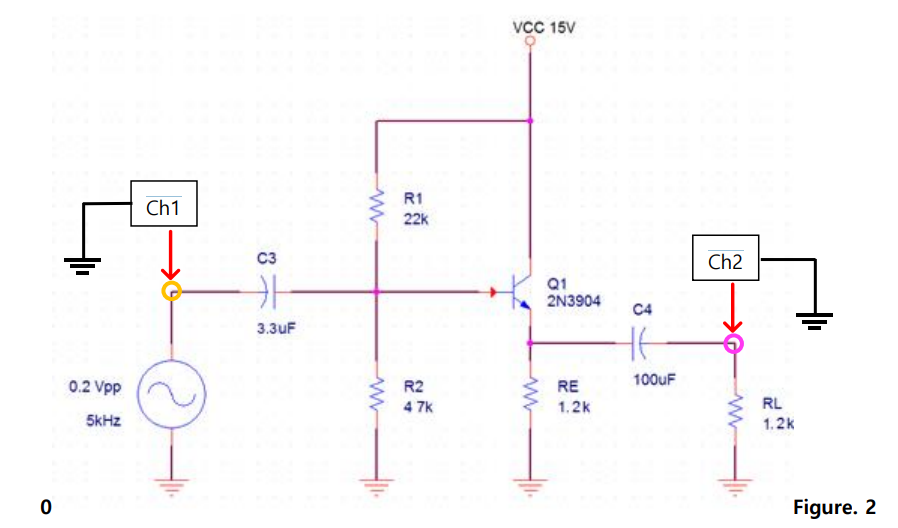 VCC 15V
Ch1
R1
22k
C3
3.3uF
Q1
2N3904
Ch2
C4
100uF
0.2 Vpp
5kHz
R2
4 7k
RE
1.2k
RL
1.2k
0
Figure. 2